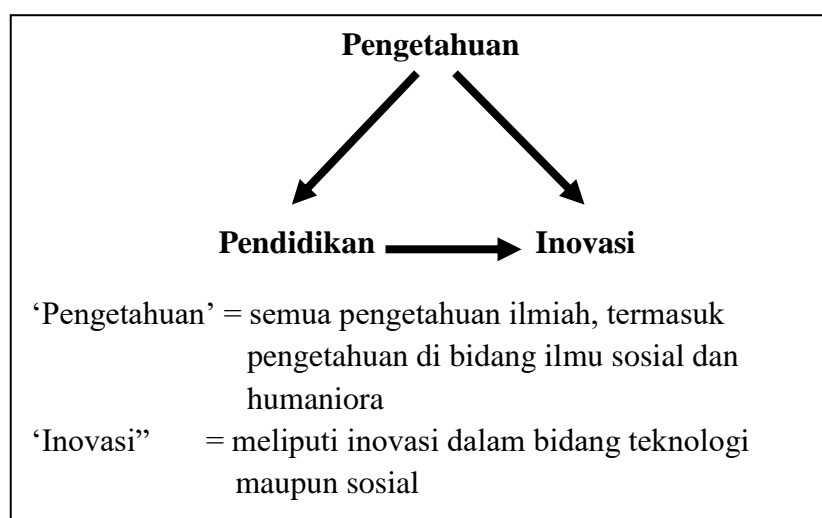 Pengetahuan
Pendidikan Inovasi
‘Pengetahuan’ = semua pengetahuan ilmiah, termasuk
pengetahuan di bidang ilmu sosial dan
humaniora
‘Inovasi” = meliputi inovasi dalam bidang teknologi
maupun sosial